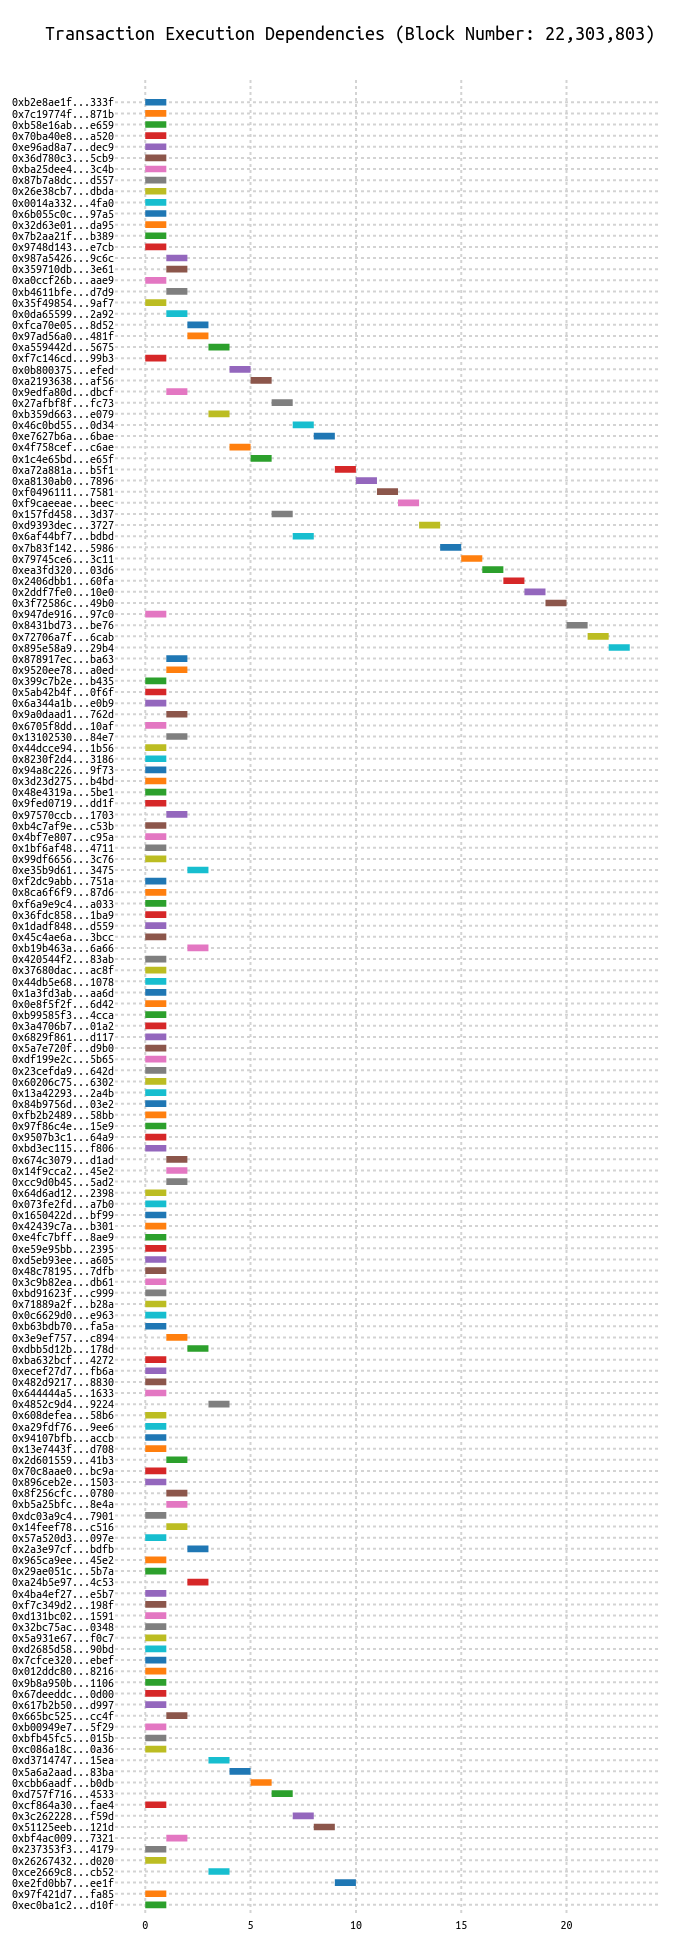 Transaction Execution Dependencies (Block Number: 22,303,803)
0xb2e8ae1f...333f
0x7c19774f...871b
0xb58e16ab...e659
0x70ba40e8...a520
0xe96ad8a7...dec9
0x36d780c3...5cb9
0xba25dee4...3c4b
0x87b7a8dc...d557
0x26e38cb7...dbda
0x0014a332...4fa0
0x6b055c0c...97a5
0x32d63e01...da95
0x7b2aa21f...b389
0x9748d143...e7cb
0x987a5426...9c6c
0x359710db...3e61
0xa0ccf26b...aae9
0xb4611bfe...d7d9
0x35f49854...9af7
0x0da65599...2a92
0xfca70e05...8d52
0x97ad56a0...481f
0xa559442d...5675
0xf7c146cd...99b3
0x0b800375...efed
0xa2193638...af56
0x9edfa80d...dbcf
0x27afbf8f...fc73
0xb359d663...e079
0x46c0bd55...0d34
0xe7627b6a...6bae
0x4f758cef...c6ae
0x1c4e65bd...e65f
0xa72a881a...b5f1
0xa8130ab0...7896
0xf0496111...7581
0xf9caeeae...beec
0x157fd458...3d37
0xd9393dec...3727
0x6af44bf7...bdbd
0x7b83f142...5986
0x79745ce6...3c11
0xea3fd320...03d6
0x2406dbb1...60fa
0x2ddf7fe0...10e0
0x3f72586c...49b0
0x947de916...97c0
0x8431bd73...be76
0x72706a7f...6cab
0x895e58a9...29b4
0x878917ec...ba63
0x9520ee78...a0ed
0x399c7b2e...b435
0x5ab42b4f...0f6f
0x6a344a1b...e0b9
0x9a0daad1...762d
0x6705f8dd...10af
0x13102530...84e7
0x44dcce94...1b56
0x8230f2d4...3186
0x94a8c226...9f73
0x3d23d275...b4bd
0x48e4319a...5be1
0x9fed0719...dd1f
0x97570ccb...1703
0xb4c7af9e...c53b
0x4bf7e807...c95a
0x1bf6af48...4711
0x99df6656...3c76
0xe35b9d61...3475
0xf2dc9abb...751a
0x8ca6f6f9...87d6
0xf6a9e9c4...a033
0x36fdc858...1ba9
0x1dadf848...d559
0x45c4ae6a...3bcc
0xb19b463a...6a66
0x420544f2...83ab
0x37680dac...ac8f
0x44db5e68...1078
0x1a3fd3ab...aa6d
0x0e8f5f2f...6d42
0xb99585f3...4cca
0x3a4706b7...01a2
0x6829f861...d117
0x5a7e720f...d9b0
0xdf199e2c...5b65
0x23cefda9...642d
0x60206c75...6302
0x13a42293...2a4b
0x84b9756d...03e2
0xfb2b2489...58bb
0x97f86c4e...15e9
0x9507b3c1...64a9
0xbd3ec115...f806
0x674c3079...d1ad
0x14f9cca2...45e2
0xcc9d0b45...5ad2
0x64d6ad12...2398
0x073fe2fd...a7b0
0x1650422d...bf99
0x42439c7a...b301
0xe4fc7bff...8ae9
0xe59e95bb...2395
0xd5eb93ee...a605
0x48c78195...7dfb
0x3c9b82ea...db61
0xbd91623f...c999
0x71889a2f...b28a
0x0c6629d0...e963
0xb63bdb70...fa5a
0x3e9ef757...c894
0xdbb5d12b...178d
0xba632bcf...4272
0xecef27d7...fb6a
0x482d9217...8830
0x644444a5...1633
0x4852c9d4...9224
0x608defea...58b6
0xa29fdf76...9ee6
0x94107bfb...accb
0x13e7443f...d708
0x2d601559...41b3
0x70c8aae0...bc9a
0x896ceb2e...1503
0x8f256cfc...0780
0xb5a25bfc...8e4a
0xdc03a9c4...7901
0x14feef78...c516
0x57a520d3...097e
0x2a3e97cf...bdfb
0x965ca9ee...45e2
0x29ae051c...5b7a
0xa24b5e97...4c53
0x4ba4ef27...e5b7
0xf7c349d2...198f
0xd131bc02...1591
0x32bc75ac...0348
0x5a931e67...f0c7
0xd2685d58...90bd
0x7cfce320...ebef
0x012ddc80...8216
0x9b8a950b...1106
0x67deeddc...0d00
0x617b2b50...d997
0x665bc525...cc4f
0xb00949e7...5f29
0xbfb45fc5...015b
0xc086a18c...0a36
0xd3714747...15ea
0x5a6a2aad...83ba
0xcbb6aadf...b0db
0xd757f716...4533
0xcf864a30...fae4
0x3c262228...f59d
0x51125eeb...121d
0xbf4ac009...7321
0x237353f3...4179
0x26267432...d020
0xce2669c8...cb52
0xe2fd0bb7...ee1f
0x97f421d7...fa85
0xec0ba1c2...d10f
0 5 10 15 20